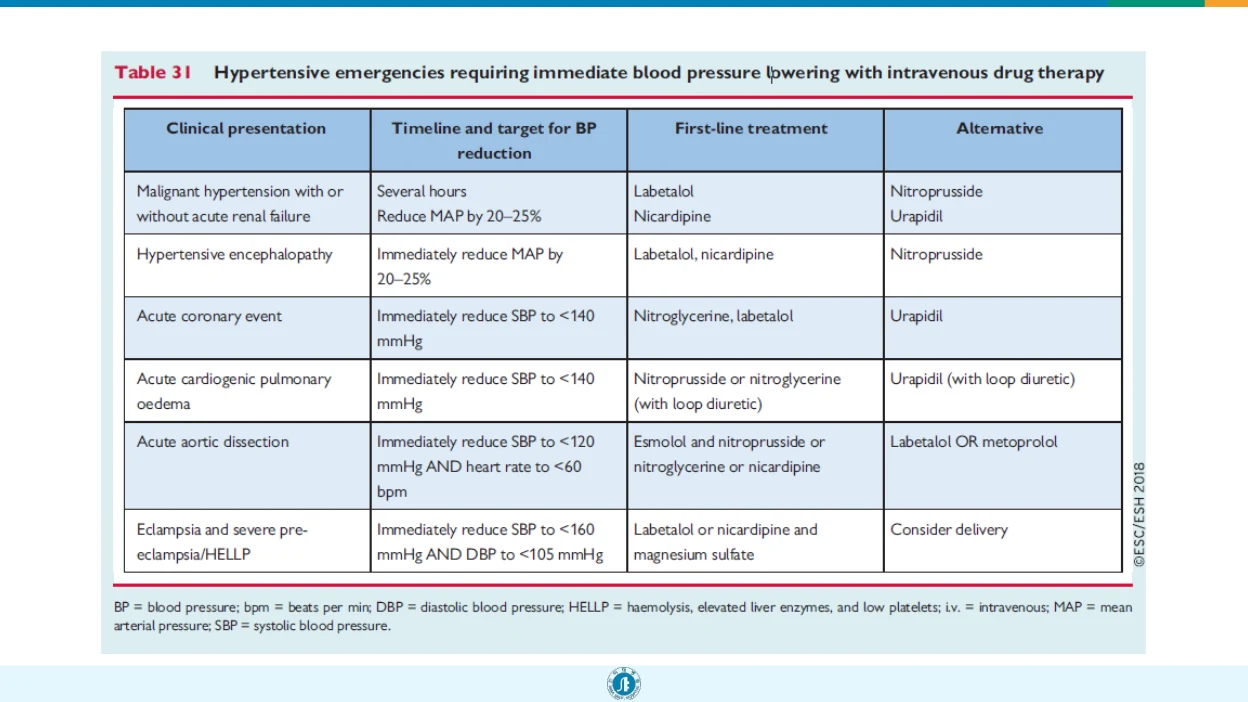 Table 31 Hypertensive emergencies requiring immediate blood pressure lowering with intravenous drug therapy
Clinical presentation
Timeline and target for BP
reduction
First-line treatment
Alternative
Malignant hypertension with or
without acute renal failure
Several hours
Reduce MAP by 20–25%
Labetalol
Nicardipine
Nitroprusside
Urapidil
Hypertensive encephalopathy
Immediately reduce MAP by
20–25%
Labetalol, nicardipine
Nitroprusside
Acute coronary event
Immediately reduce SBP to <140
mmHg
Nitroglycerine, labetalol
Urapidil
Acute cardiogenic pulmonary
oedema
Immediately reduce SBP to <140
mmHg
Nitroprusside or nitroglycerine
(with loop diuretic)
Urapidil (with loop diuretic)
Acute aortic dissection
Immediately reduce SBP to <120
mmHg AND heart rate to <60
bpm
Esmolol and nitroprusside or
nitroglycerine or nicardipine
Labetalol OR metoprolol
Eclampsia and severe pre-
eclampsia/HELLP
Immediately reduce SBP to <160
mmHg AND DBP to <105 mmHg
Labetalol or nicardipine and
magnesium sulfate
Consider delivery
©ESC/ESH 2018
BP = blood pressure; bpm = beats per min; DBP = diastolic blood pressure; HELLP = haemolysis, elevated liver enzymes, and low platelets; i.v. = intravenous; MAP = mean
arterial pressure; SBP = systolic blood pressure.